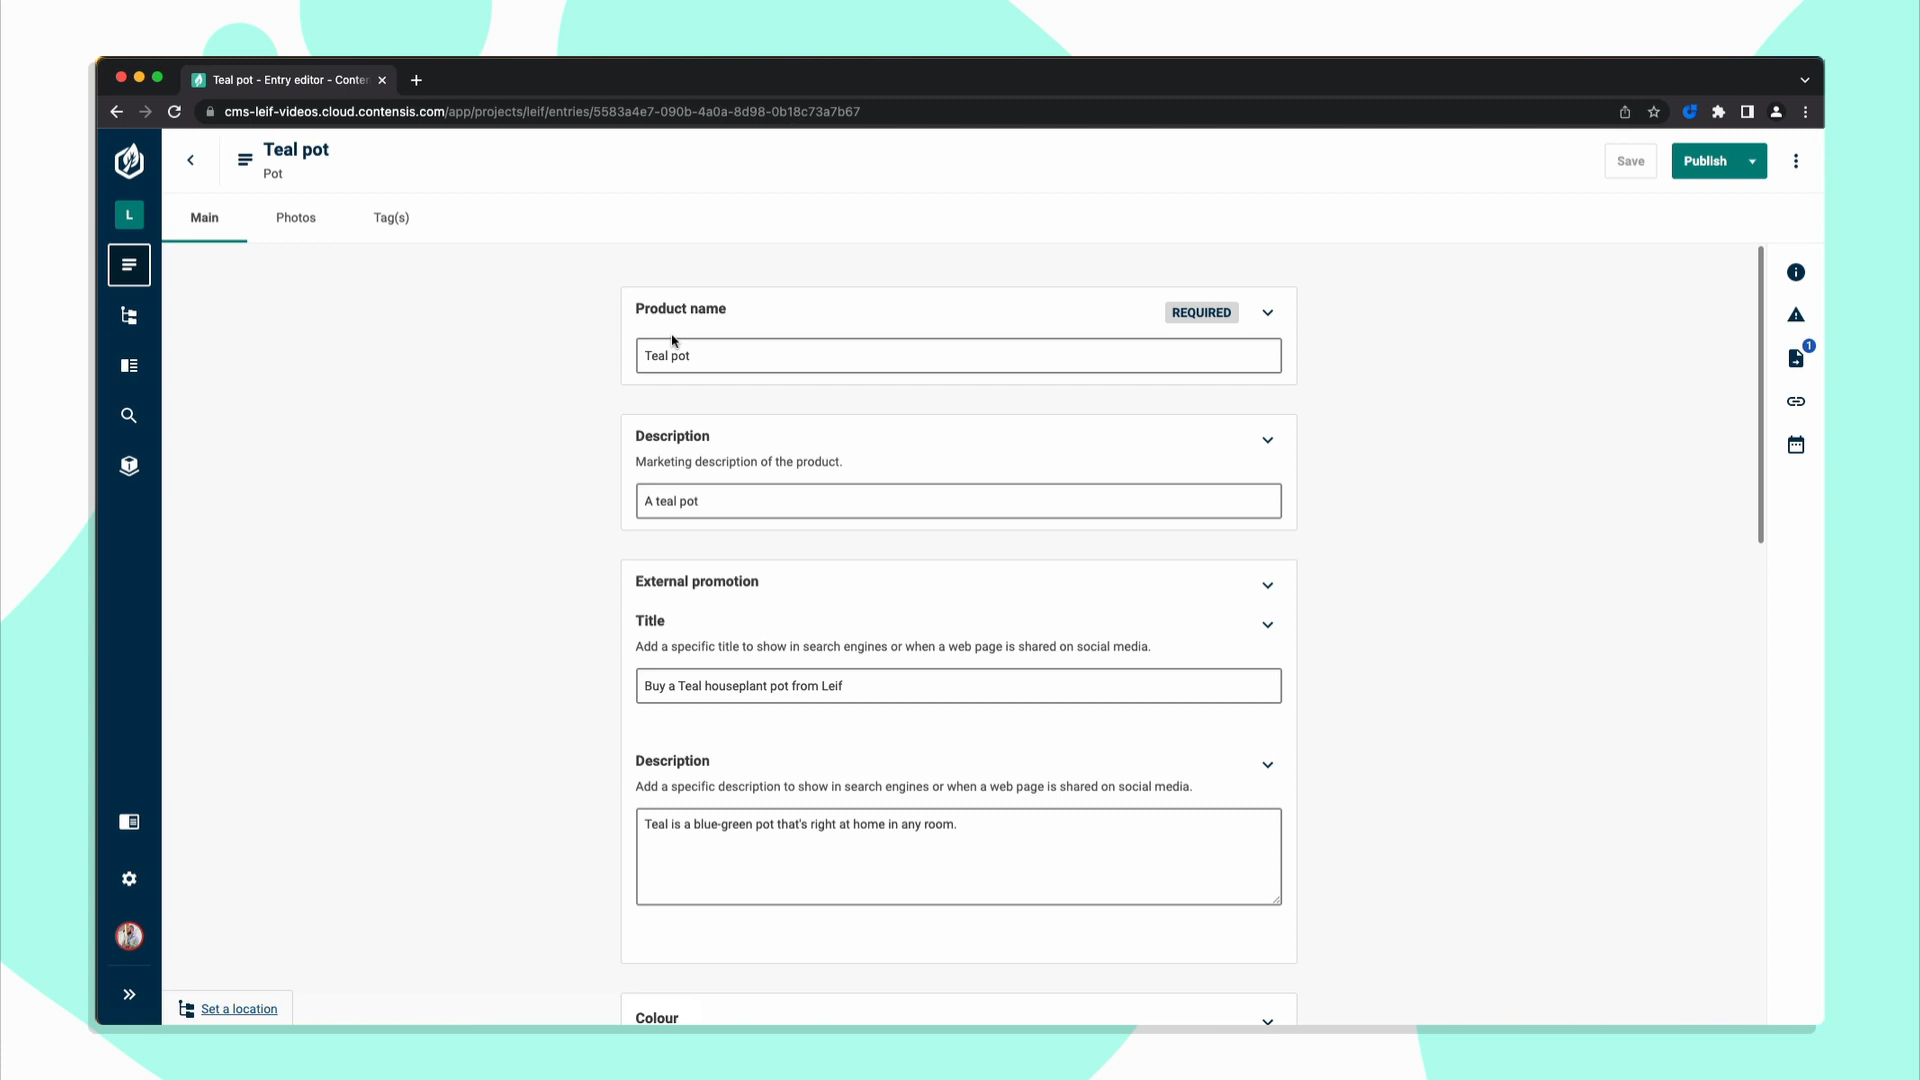 Teal pot - Entry editor - Conte
cms-leif-videos.cloud.contensis.com/app/projects/leif/entries/5583a4e7-090b-4a0a-8d98-0b18c73a7b67
Teal pot
Pot
Save
Publish
L
Main
Photos
Tag(s)
Product name
REQUIRED
Teal pot
1
Description
Marketing description of the product.
A teal pot
External promotion
Title
Add a specific title to show in search engines or when a web page is shared on social media.
Buy a Teal houseplant pot from Leif
Description
Add a specific description to show in search engines or when a web page is shared on social media.
Teal is a blue-green pot that's right at home in any room.
Set a location
Colour